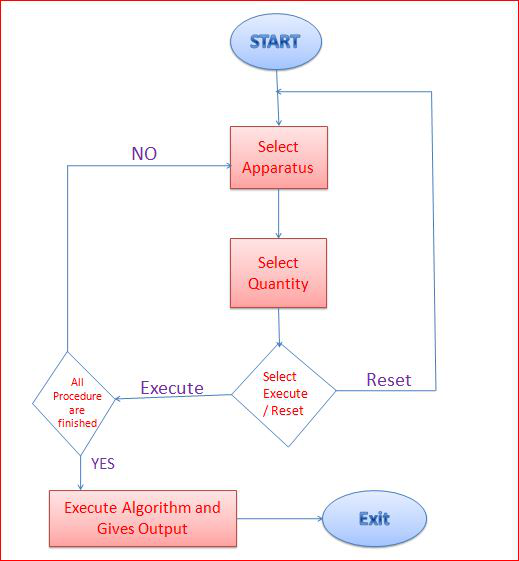 START
NO
Select
Apparatus
Select
Quantity
Select
Execute
/ Reset
Reset
Execute
All
Procedure
are
finished
YES
Execute Algorithm and
Gives Output
Exit